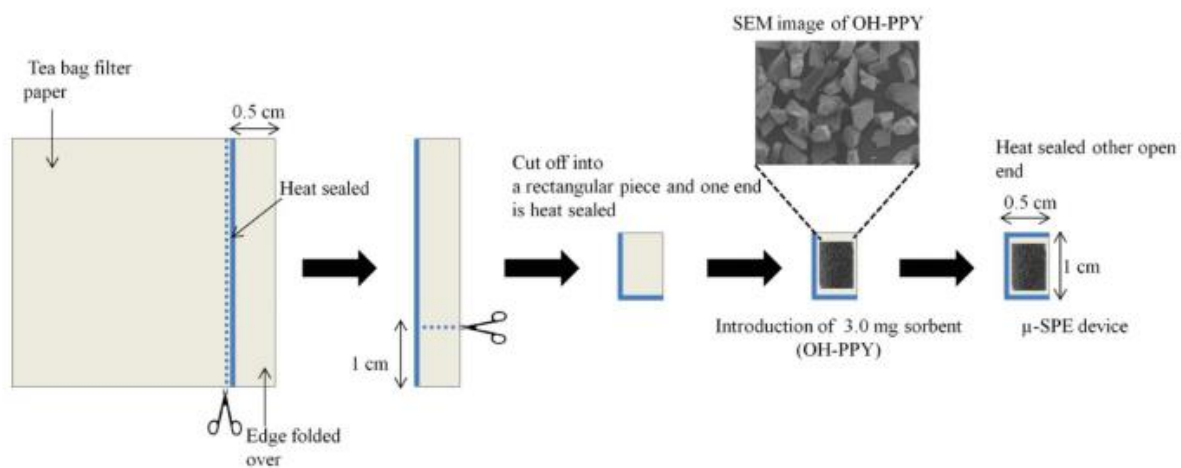 SEM image of OH-PPY
Tea bag filter
paper
0.5 cm
Heat sealed
Edge folded
over
1 cm
Cut off into
a rectangular piece and one end
is heat sealed
Introduction of 3.0 mg sorbent
(OH-PPY)
Heat sealed other open
end
0.5 cm
1 cm
μ-SPE device